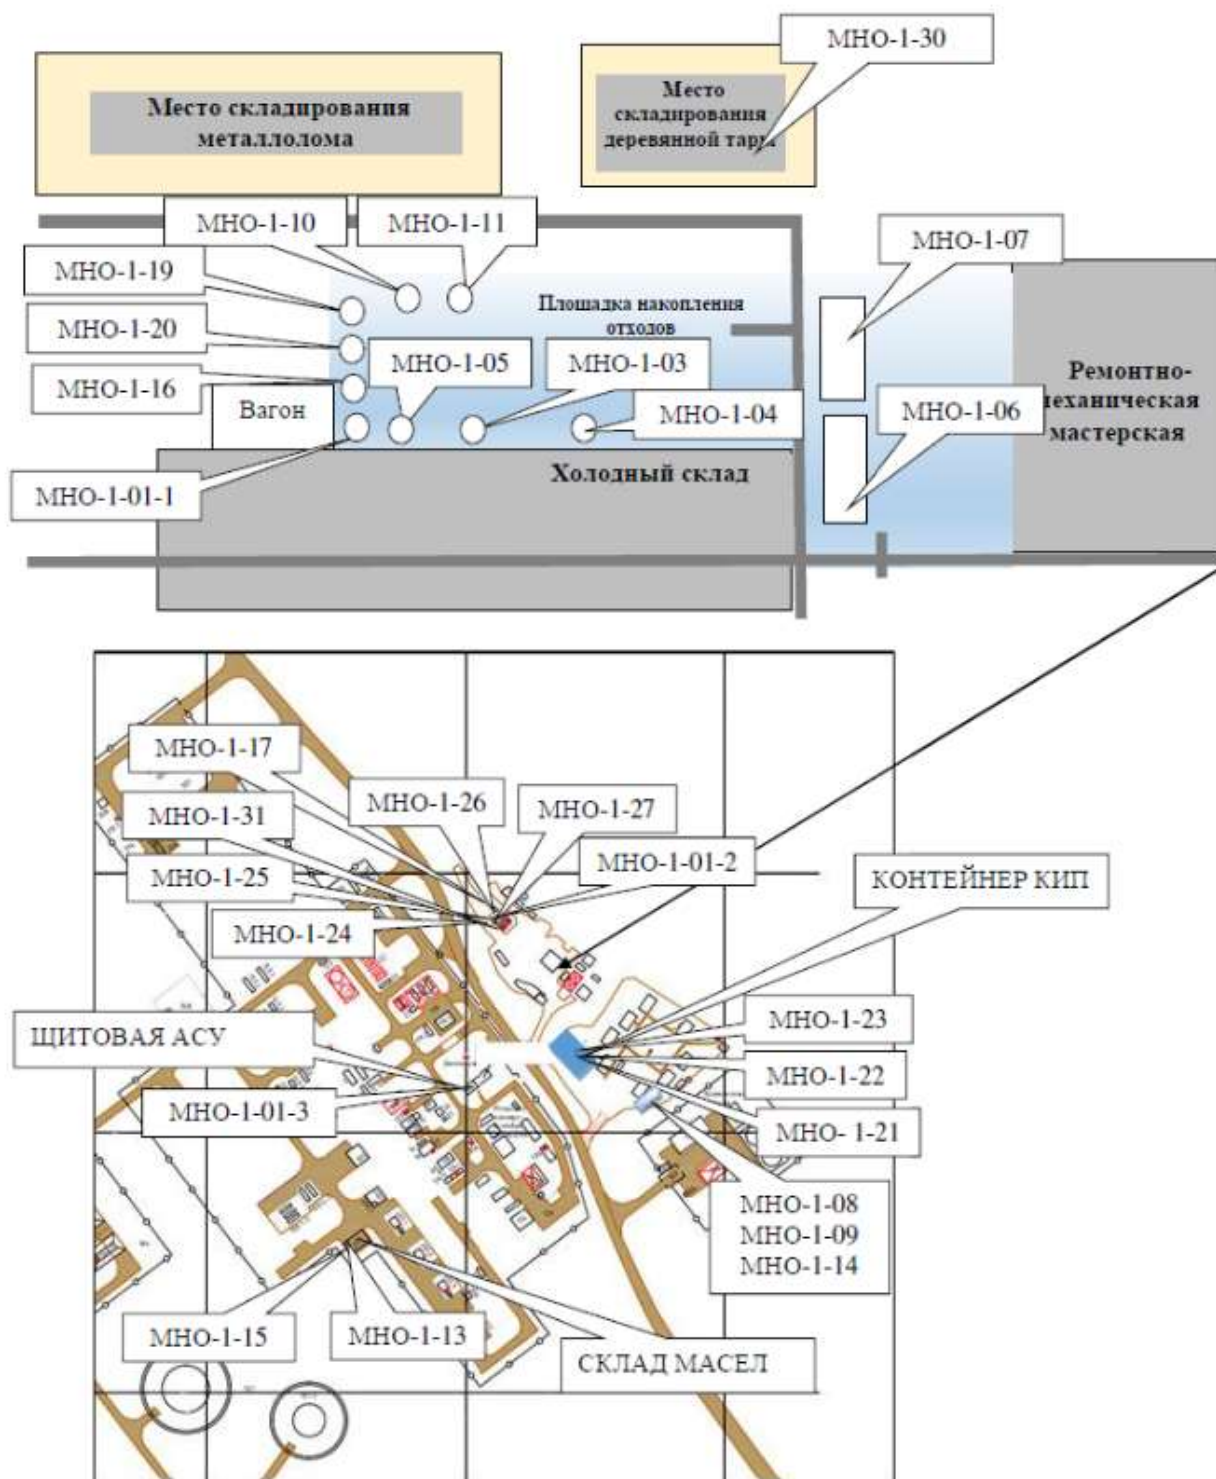 МНО-1-30
Место складирования
металлолома
Место
складирования
деревянной тары
МНО-1-10
МНО-1-11
МНО-1-07
МНО-1-19
Площадка накопления
отходов
МНО-1-20
МНО-1-05
МНО-1-03
МНО-1-16
Ремонтно-
механическая
мастерская
Вагон
МНО-1-04
МНО-1-06
Холодный склад
МНО-1-01-1
МНО-1-17
МНО-1-26
МНО-1-27
МНО-1-31
МНО-1-01-2
МНО-1-25
КОНТЕЙНЕР КИП
МНО-1-24
МНО-1-23
ЩИТОВАЯ АСУ
МНО-1-22
МНО-1-01-3
МНО- 1-21
МНО-1-08
МНО-1-09
МНО-1-14
МНО-1-15
МНО-1-13
СКЛАД МАСЕЛ